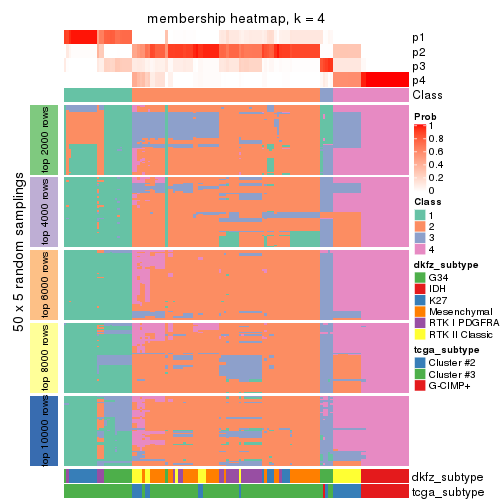 membership heatmap, k = 4
p1
p2
p3
p4
Class
50 x 5 random samplings
top 2000 rows
top 4000 rows
top 6000 rows
top 8000 rows
top 10000 rows
Prob
1
0.8
0.6
0.4
0.2
0
Class
1
2
3
4
dkfz_subtype
G34
IDH
K27
Mesenchymal
RTK I PDGFRA
RTK II Classic
tcga_subtype
Cluster #2
Cluster #3
G-CIMP+
dkfz_subtype
tcga_subtype